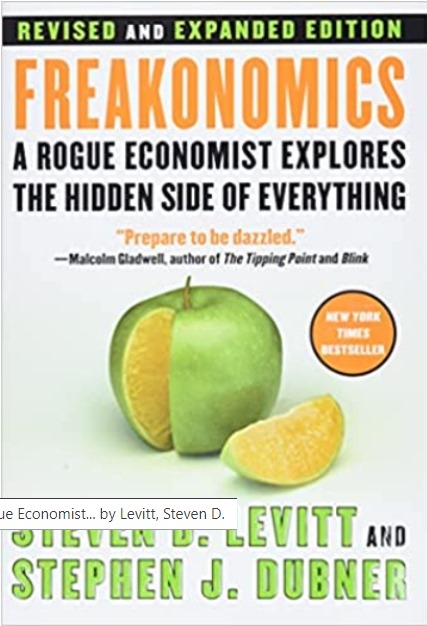 REVISED AND EXPANDED EDITION
FREAKONOMICS
A ROGUE ECONOMIST EXPLORES
THE HIDDEN SIDE OF EVERYTHING
"Prepare to be dazzled."
—Malcolm Gladwell, author of The Tipping Point and Blink
NEW YORK
TIMES
BESTSELLER
ue Economist... by Levitt, Steven D.
STEVEN D. LEVITT AND
STEPHEN J. DUBNER